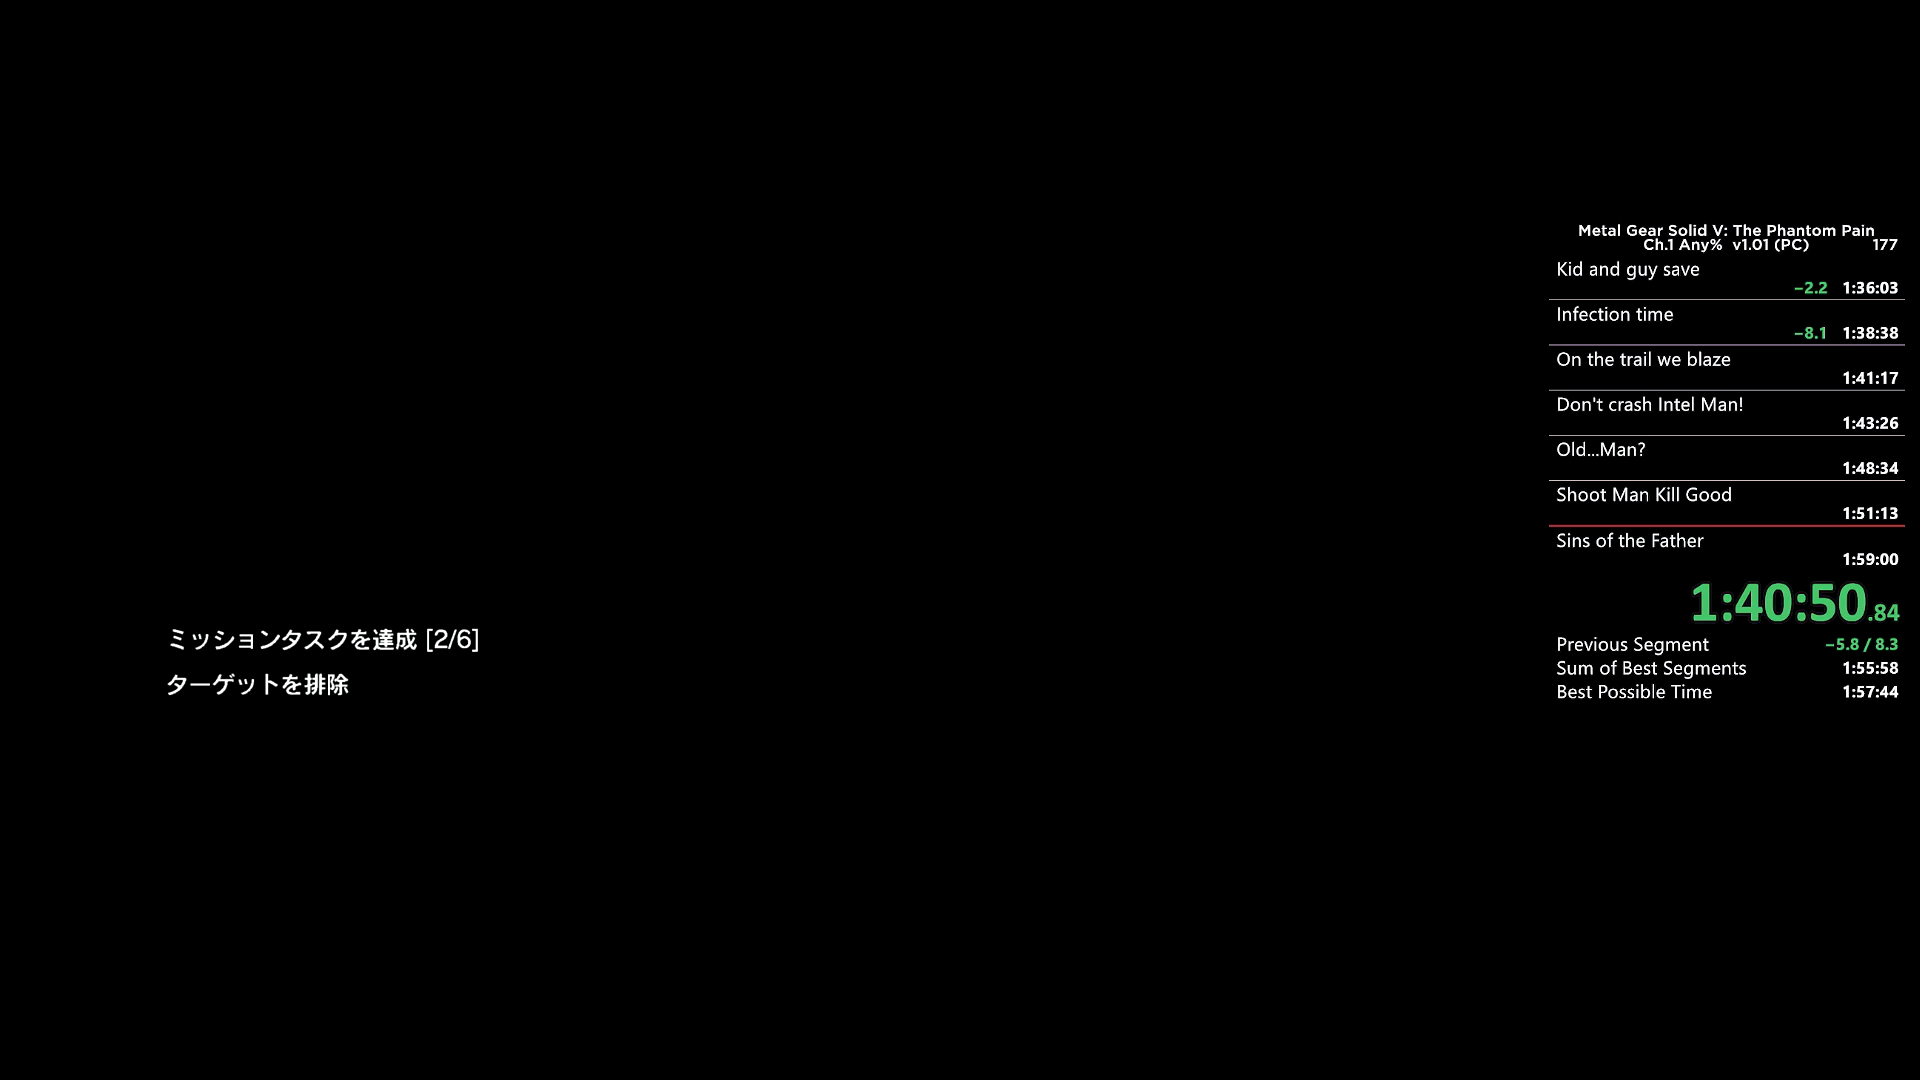 ミッションタスクを達成 [2/6]
ターゲットを排除
Metal Gear Solid V: The Phantom Pain
Ch.1 Any% v1.01 (PC) 177
Kid and guy save
−2.2 1:36:03
Infection time
−8.1 1:38:38
On the trail we blaze
1:41:17
Don't crash Intel Man!
1:43:26
Old...Man?
1:48:34
Shoot Man Kill Good
1:51:13
Sins of the Father
1:59:00
1:40:50.84
Previous Segment −5.8 / 8.3
Sum of Best Segments 1:55:58
Best Possible Time 1:57:44